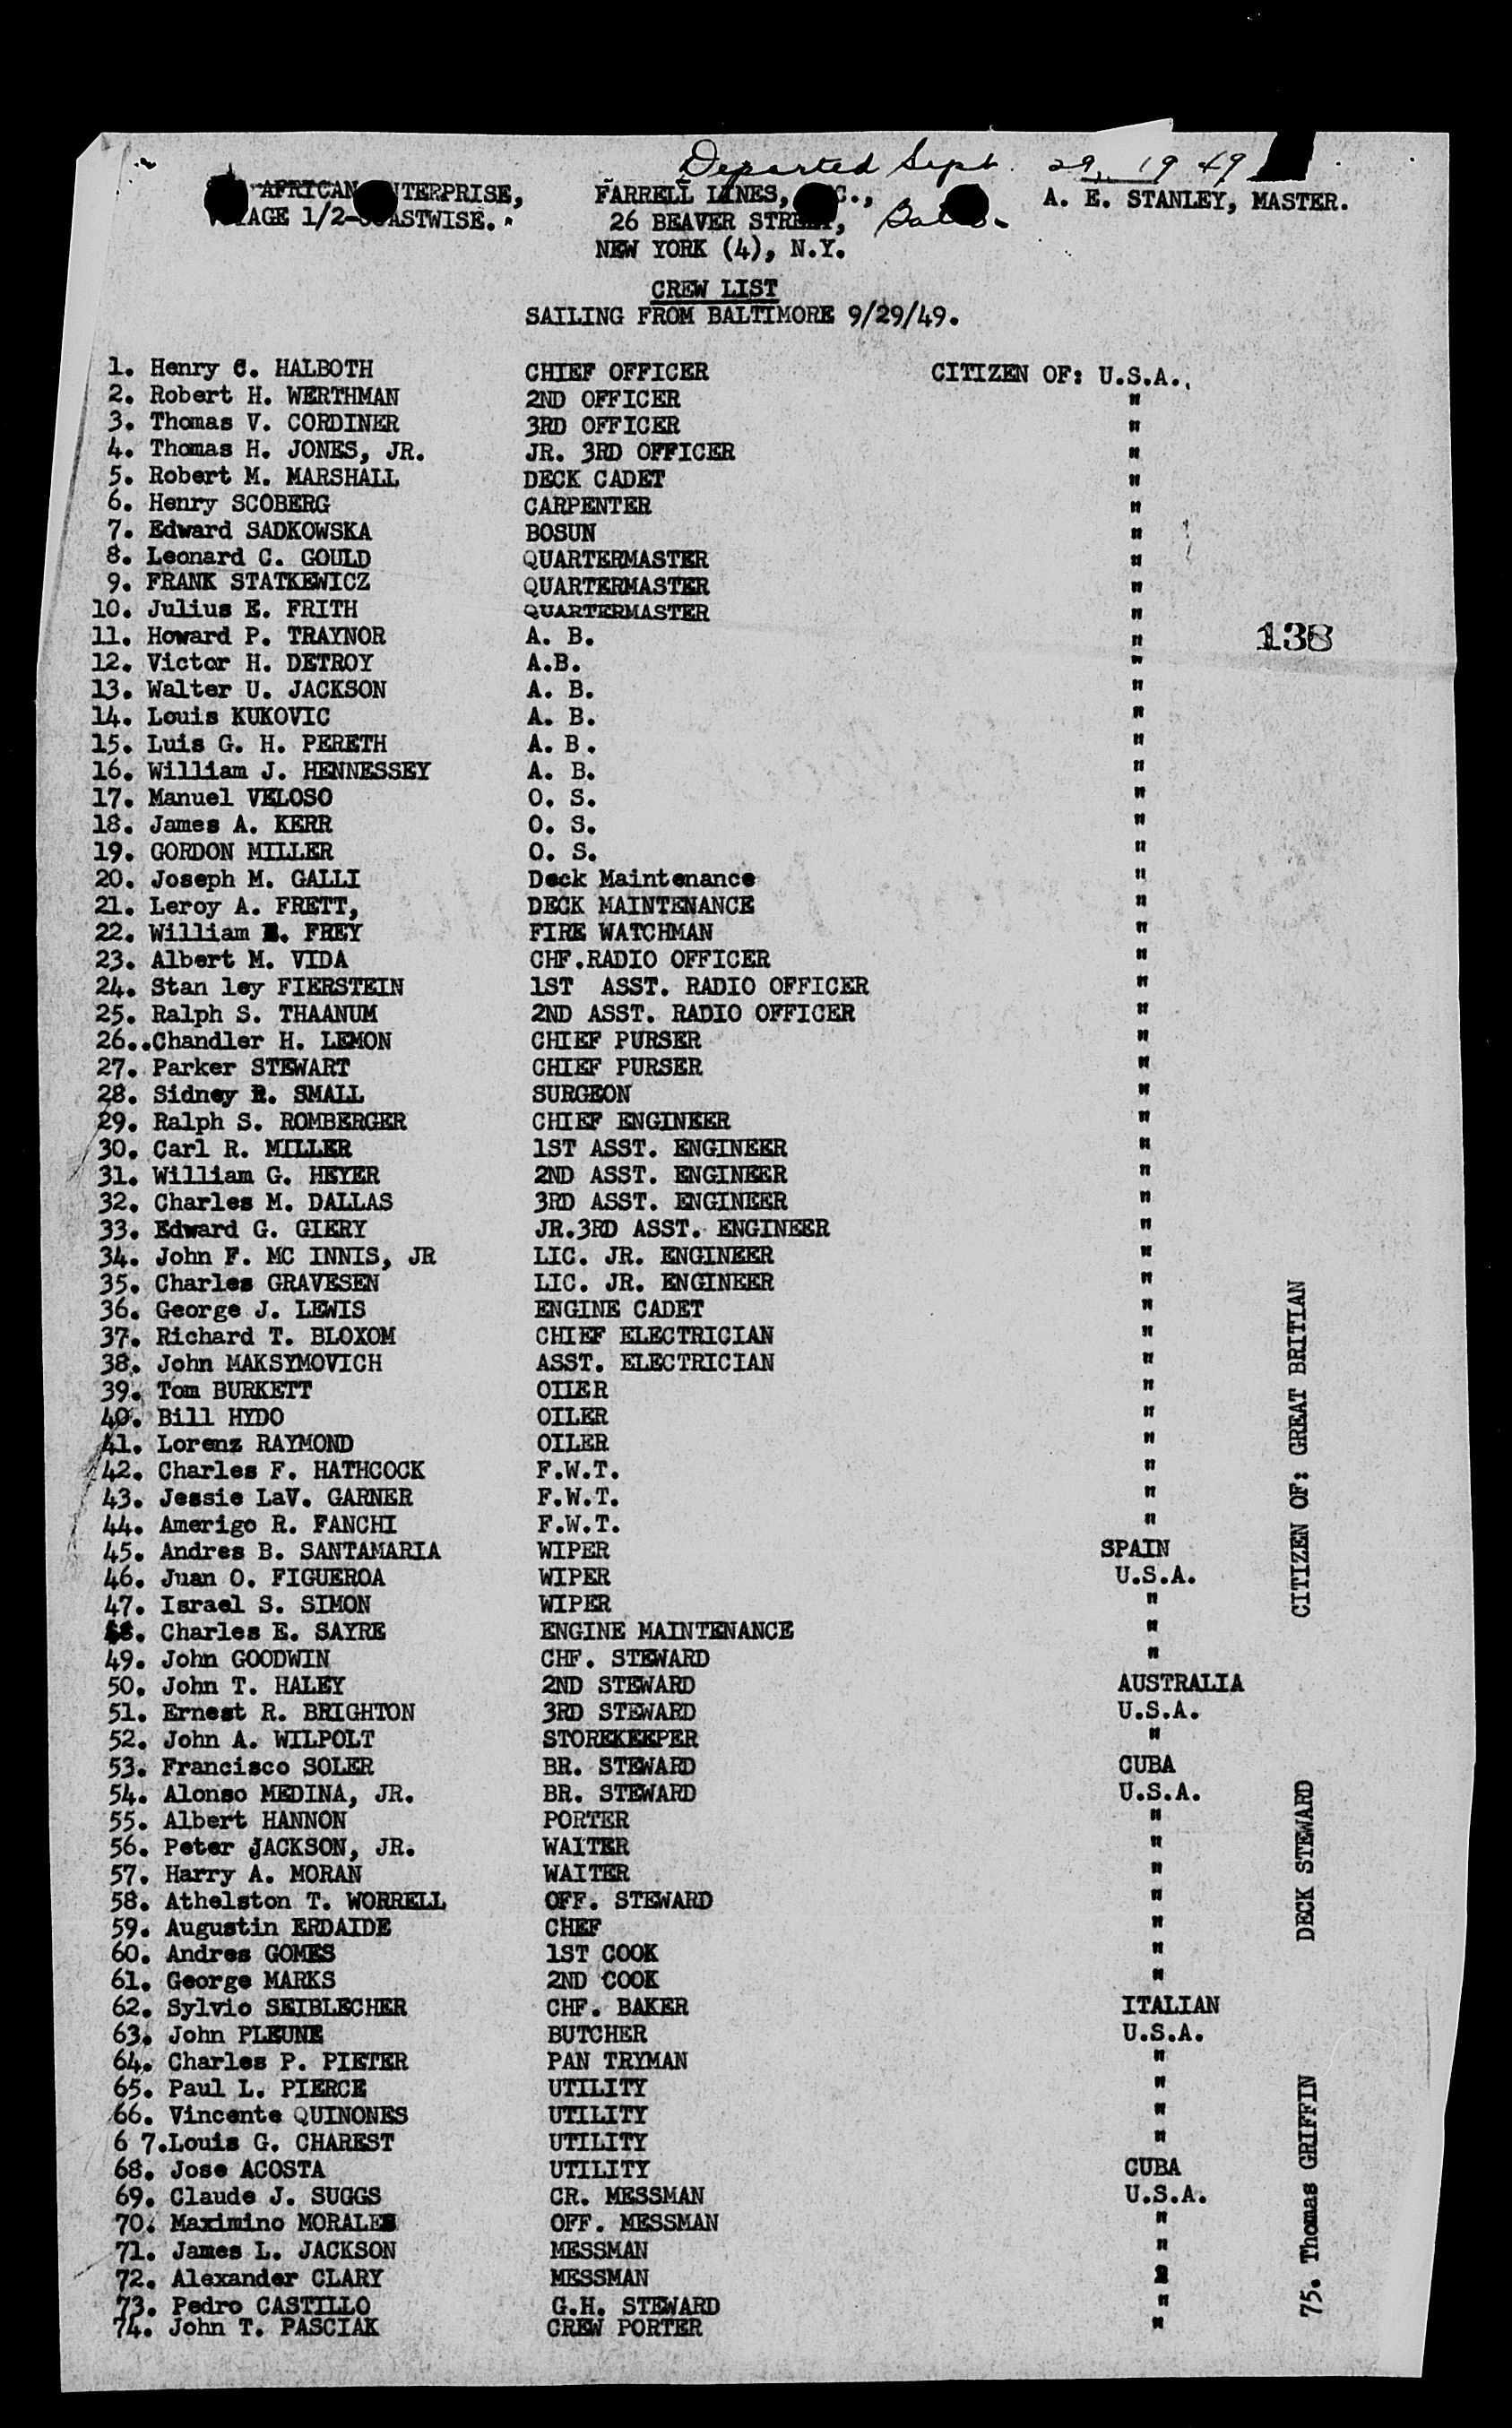 Departed Sept. 29, 19 49
AFRICAN NTERPRISE, FARRELL LINES, C., A. E. STANLEY, MASTER.
AGE 1/2- ASTWISE. 26 BEAVER STREET, Balto.
NEW YORK (4), N.Y.
CREW LIST
SAILING FROM BALTIMORE 9/29/49.
1. Henry C. HALBOTH CHIEF OFFICER CITIZEN OF: U.S.A.
2. Robert H. WERTHMAN 2ND OFFICER "
3. Thomas V. CORDINER 3RD OFFICER "
4. Thomas H. JONES, JR. JR. 3RD OFFICER "
5. Robert M. MARSHALL DECK CADET "
6. Henry SCOBERG CARPENTER "
7. Edward SADKOWSKA BOSUN "
8. Leonard C. GOULD QUARTERMASTER "
9. FRANK STATKEWICZ QUARTERMASTER "
10. Julius E. FRITH QUARTERMASTER "
11. Howard P. TRAYNOR A. B. " 138
12. Victor H. DETROY A.B. "
13. Walter U. JACKSON A. B. "
14. Louis KUKOVIC A. B. "
15. Luis G. H. PERETH A. B. "
16. William J. HENNESSEY A. B. "
17. Manuel VELOSO O. S. "
18. James A. KERR O. S. "
19. GORDON MILLER O. S. "
20. Joseph M. GALLI Deck Maintenance "
21. Leroy A. FRETT, DECK MAINTENANCE "
22. William E. FREY FIRE WATCHMAN "
23. Albert M. VIDA CHF.RADIO OFFICER "
24. Stan ley FIERSTEIN 1ST ASST. RADIO OFFICER "
25. Ralph S. THAANUM 2ND ASST. RADIO OFFICER "
26..Chandler H. LEMON CHIEF PURSER "
27. Parker STEWART CHIEF PURSER "
28. Sidney R. SMALL SURGEON "
29. Ralph S. ROMBERGER CHIEF ENGINEER "
30. Carl R. MILLER 1ST ASST. ENGINEER "
31. William G. HEYER 2ND ASST. ENGINEER "
32. Charles M. DALLAS 3RD ASST. ENGINEER "
33. Edward G. GIERY JR.3RD ASST. ENGINEER "
34. John F. MC INNIS, JR LIC. JR. ENGINEER "
35. Charles GRAVESEN LIC. JR. ENGINEER "
36. George J. LEWIS ENGINE CADET "
37. Richard T. BLOXOM CHIEF ELECTRICIAN "
38. John MAKSYMOVICH ASST. ELECTRICIAN "
39. Tom BURKETT OIIER "
40. Bill HYDO OILER "
41. Lorenz RAYMOND OILER "
42. Charles F. HATHCOCK F.W.T. "
43. Jessie LaV. GARNER F.W.T. "
44. Amerigo R. FANCHI F.W.T. "
45. Andres B. SANTAMARIA WIPER SPAIN
46. Juan O. FIGUEROA WIPER U.S.A.
47. Israel S. SIMON WIPER "
48. Charles E. SAYRE ENGINE MAINTENANCE "
49. John GOODWIN CHF. STEWARD "
50. John T. HALEY 2ND STEWARD AUSTRALIA
51. Ernest R. BRIGHTON 3RD STEWARD U.S.A.
52. John A. WILPOLT STOREKEEPER "
53. Francisco SOLER BR. STEWARD CUBA
54. Alonso MEDINA, JR. BR. STEWARD U.S.A.
55. Albert HANNON PORTER "
56. Peter JACKSON, JR. WAITER "
57. Harry A. MORAN WAITER "
58. Athelston T. WORRELL OFF. STEWARD "
59. Augustin ERDAIDE CHEF "
60. Andres GOMES 1ST COOK "
61. George MARKS 2ND COOK "
62. Sylvio SEIBLECHER CHF. BAKER ITALIAN
63. John PLEUNE BUTCHER U.S.A.
64. Charles P. PIETER PAN TRYMAN "
65. Paul L. PIERCE UTILITY "
66. Vincente QUINONES UTILITY "
6 7.Louis G. CHAREST UTILITY "
68. Jose ACOSTA UTILITY CUBA
69. Claude J. SUGGS CR. MESSMAN U.S.A.
70. Maximino MORALES OFF. MESSMAN "
71. James L. JACKSON MESSMAN "
72. Alexander CLARY MESSMAN "
73. Pedro CASTILLO G.H. STEWARD "
74. John T. PASCIAK CREW PORTER "
75. Thomas GRIFFIN DECK STEWARD CITIZEN OF: GREAT BRITIAN